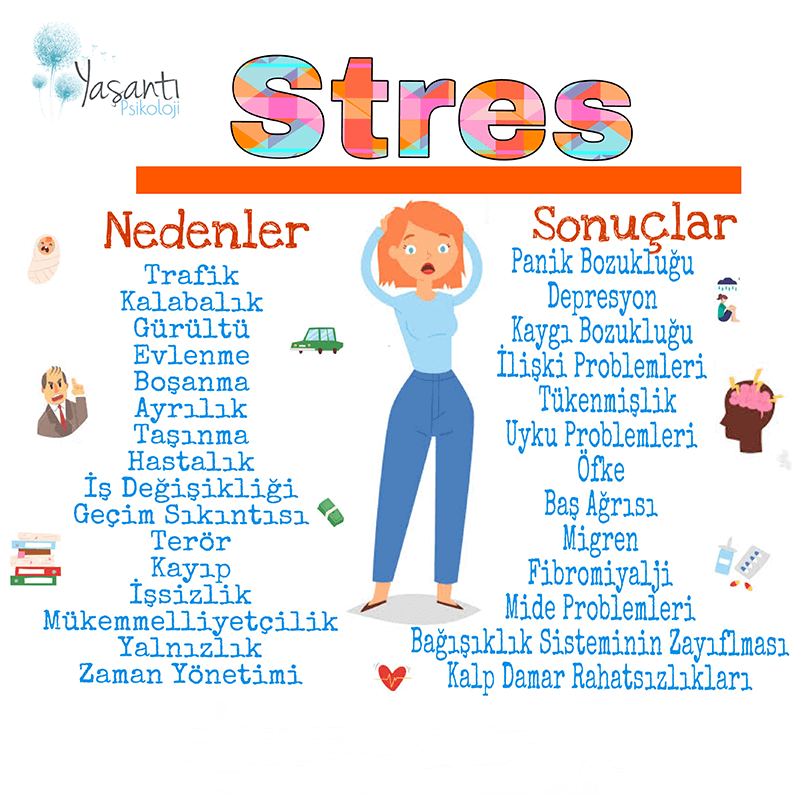 Yaşantı
Psikoloji
Stres
Nedenler
Trafik
Kalabalık
Gürültü
Evlenme
Boşanma
Ayrılık
Taşınma
Hastalık
İş Değişikliği
Geçim Sıkıntısı
Terör
Kayıp
İşsizlik
Mükemmelliyetçilik
Yalnızlık
Zaman Yönetimi
Sonuçlar
Panik Bozukluğu
Depresyon
Kaygı Bozukluğu
İlişki Problemleri
Tükenmişlik
Uyku Problemleri
Öfke
Baş Ağrısı
Migren
Fibromiyalji
Mide Problemleri
Bağışıklık Sisteminin Zayıflması
Kalp Damar Rahatsızlıkları